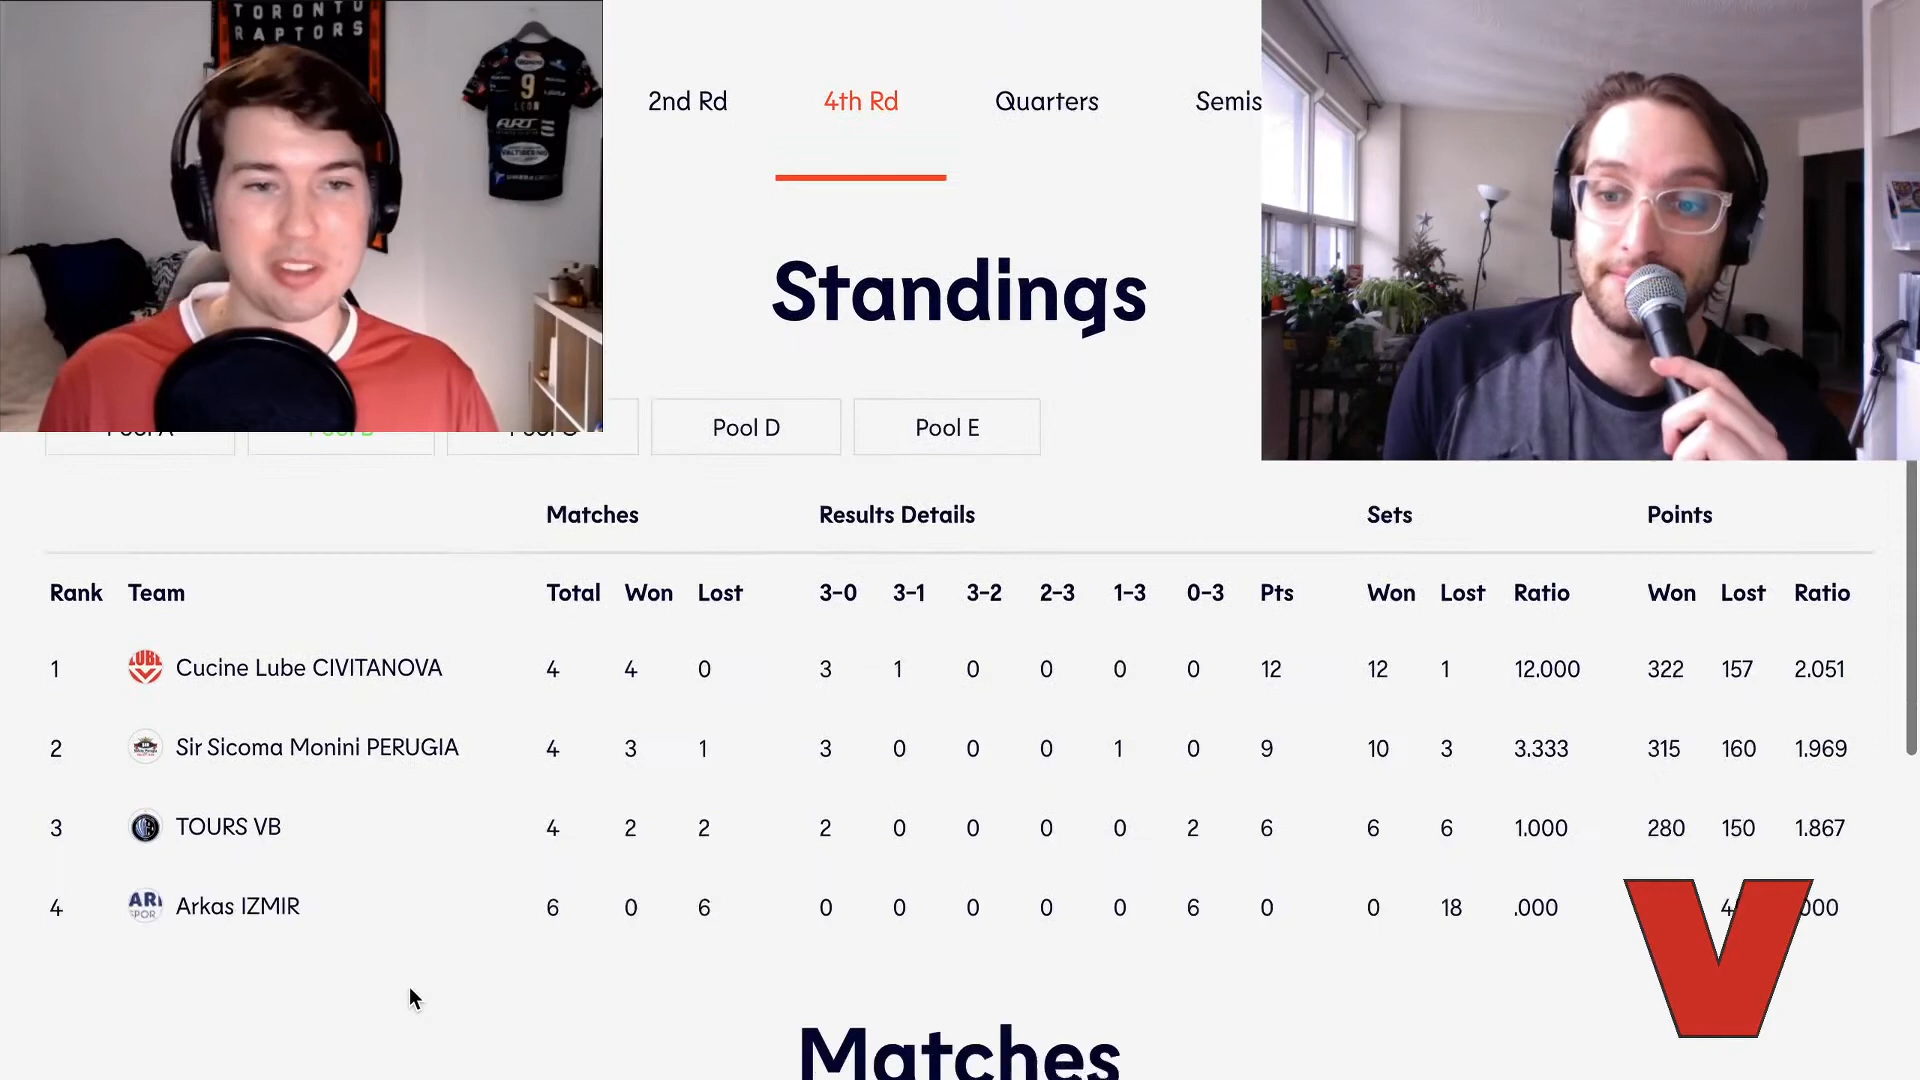 TORONTO
RAPTORS
9
LEON
ART
2nd Rd
4th Rd
Quarters
Semis
Standings
Pool D
Pool E
Matches
Results Details
Sets
Points
Rank Team Total Won Lost 3-0 3-1 3-2 2-3 1-3 0-3 Pts Won Lost Ratio Won Lost Ratio
1 LUBE Cucine Lube CIVITANOVA 4 4 0 3 1 0 0 0 0 12 12 1 12.000 322 157 2.051
2 Sir Sicoma Monini PERUGIA 4 3 1 3 0 0 0 1 0 9 10 3 3.333 315 160 1.969
3 TOURS VB 4 2 2 2 0 0 0 0 2 6 6 6 1.000 280 150 1.867
4 Arkas IZMIR 6 0 6 0 0 0 0 0 6 0 0 18 .000
V
Matches